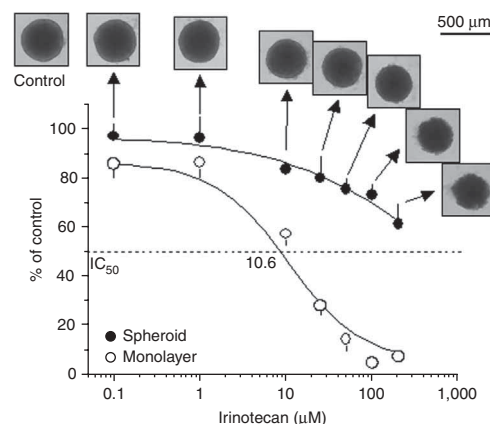 500 μm
Control
100
80
60
40
20
0
% of control
IC50
10.6
Spheroid
Monolayer
0.1
1
10
100
1,000
Irinotecan (μM)